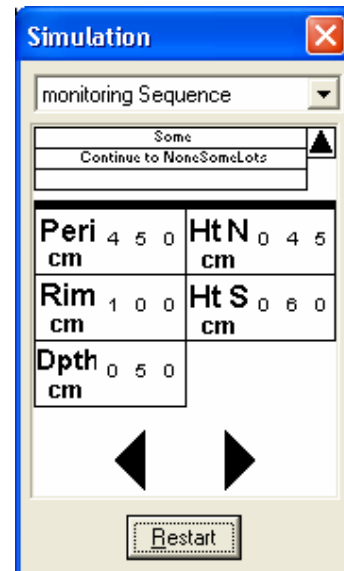 Simulation
monitoring Sequence
Some
Continue to NoneSomeLots
Peri 4 5 0 Ht N 0 4 5
cm cm
Rim 1 0 0 Ht S 0 6 0
cm cm
Dpth 0 5 0
cm
Restart